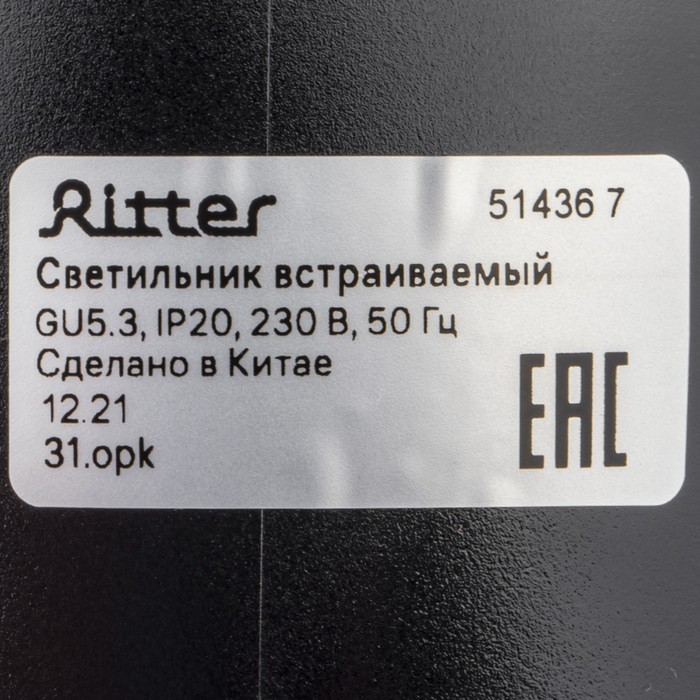 Ritter 51436 7
Светильник встраиваемый
GU5.3, IP20, 230 В, 50 Гц
Сделано в Китае
12.21
31.opk
EAC